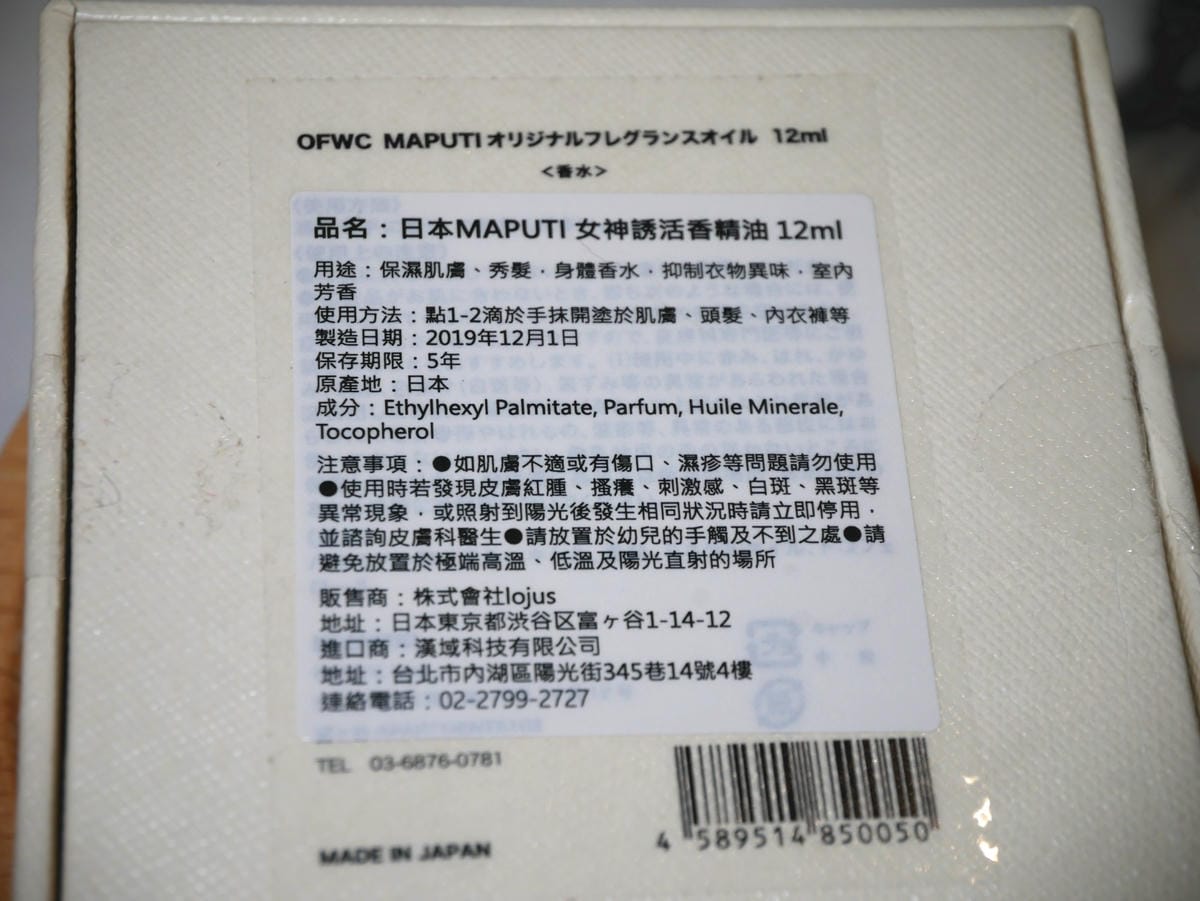 OFWC MAPUTIオリジナルフレグランスオイル 12ml
<香水>
品名：日本MAPUTI 女神誘活香精油 12ml
用途：保濕肌膚、秀髮，身體香水，抑制衣物異味，室內
芳香
使用方法：點1-2滴於手抹開塗於肌膚、頭髮、內衣褲等
製造日期：2019年12月1日
保存期限：5年
原產地：日本
成分：Ethylhexyl Palmitate, Parfum, Huile Minerale,
Tocopherol
注意事項：●如肌膚不適或有傷口、濕疹等問題請勿使用
●使用時若發現皮膚紅腫、搔癢、刺激感、白斑、黑斑等
異常現象，或照射到陽光後發生相同狀況時請立即停用，
並諮詢皮膚科醫生●請放置於幼兒的手觸及不到之處●請
避免放置於極端高溫、低溫及陽光直射的場所
販售商：株式會社lojus
地址：日本東京都渋谷区富ヶ谷1-14-12
進口商：漢域科技有限公司
地址：台北市內湖區陽光街345巷14號4樓
連絡電話：02-2799-2727
TEL 03-6876-0781
4 589514 850050
MADE IN JAPAN